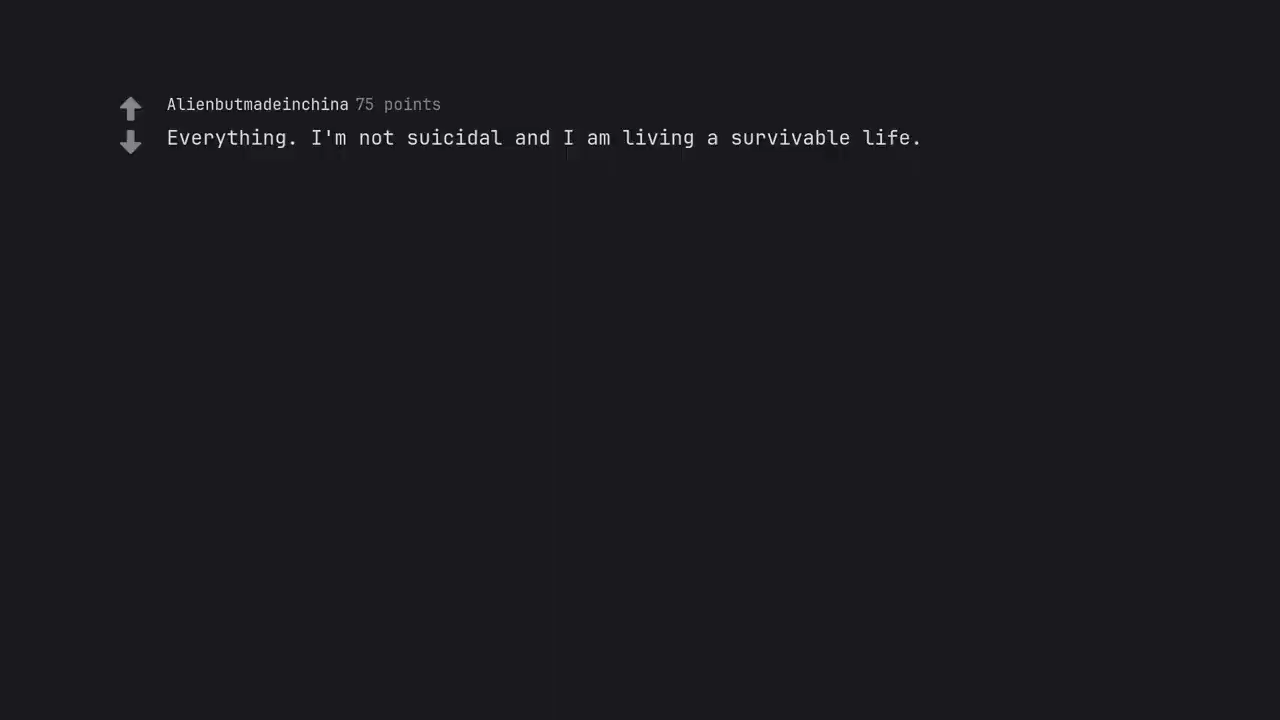 Alienbutmadeinchina 75 points
Everything. I'm not suicidal and I am living a survivable life.